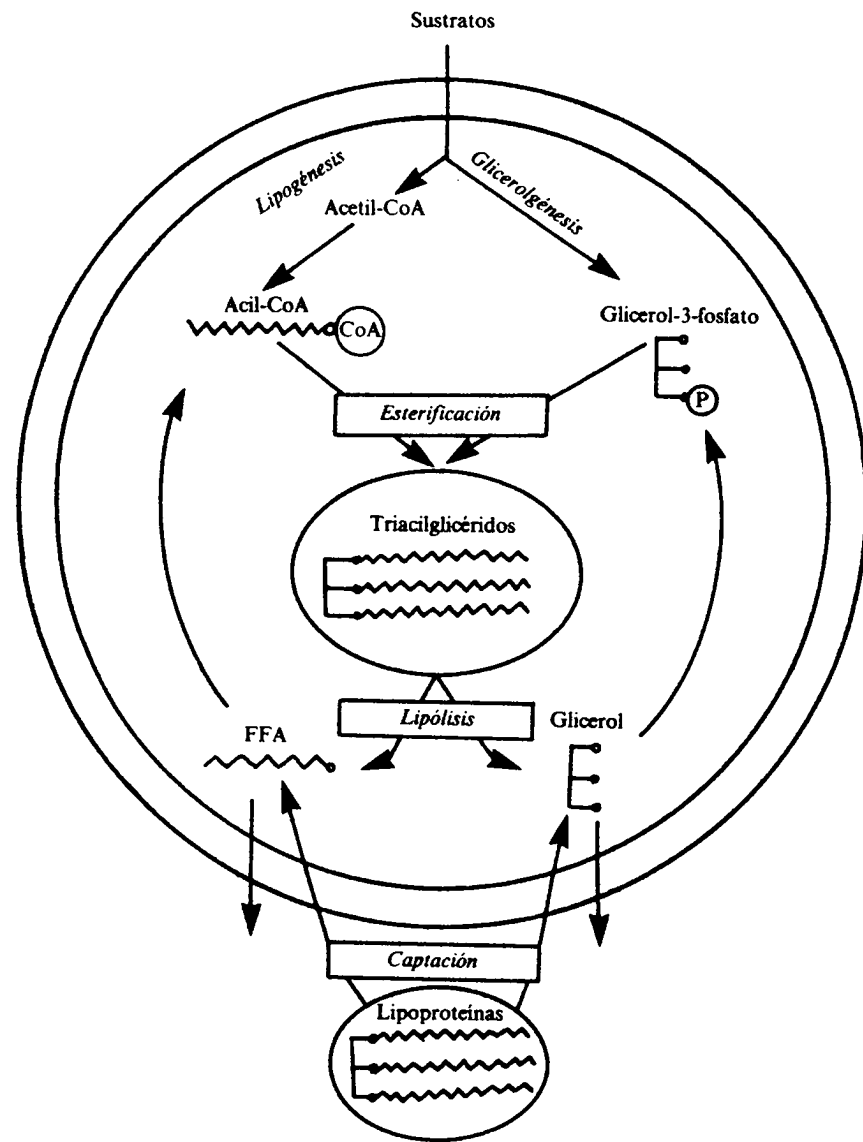 Sustratos
Lipogénesis
Glicerolgénesis
Acetil-CoA
Acil-CoA
CoA
Glicerol-3-fosfato
P
Esterificación
Triacilglicéridos
Lipólisis
FFA
Glicerol
Captación
Lipoproteínas